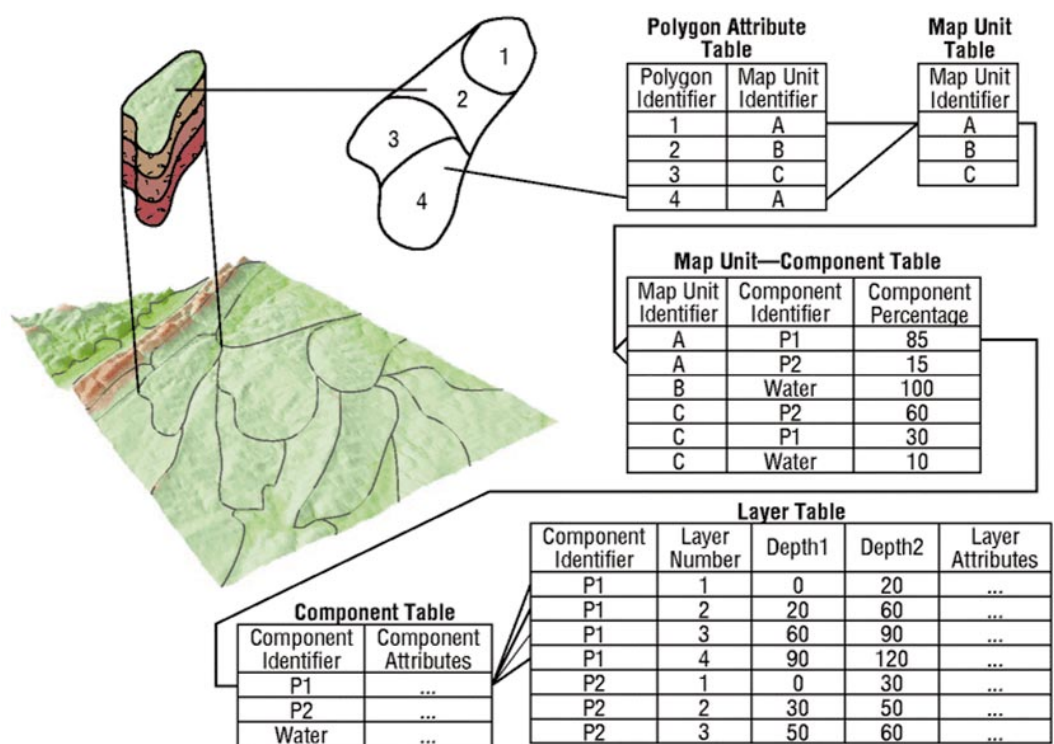 1
2
3
4
Polygon Attribute
Table
Polygon Map Unit
Identifier Identifier
1 A
2 B
3 C
4 A
Map Unit
Table
Map Unit
Identifier
A
B
C
Map Unit—Component Table
Map Unit Component Component
Identifier Identifier Percentage
A P1 85
A P2 15
B Water 100
C P2 60
C P1 30
C Water 10
Layer Table
Component Layer Depth1 Depth2 Layer
Identifier Number Attributes
P1 1 0 20 ...
P1 2 20 60 ...
P1 3 60 90 ...
P1 4 90 120 ...
P2 1 0 30 ...
P2 2 30 50 ...
P2 3 50 60 ...
Component Table
Component Component
Identifier Attributes
P1 ...
P2 ...
Water ...